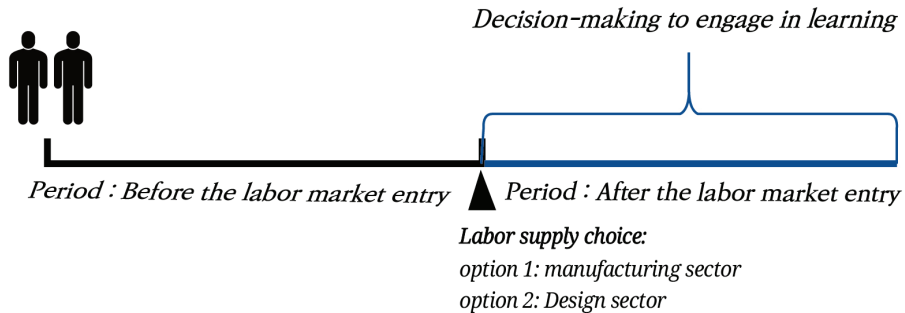 Decision-making to engage in learning
Period : Before the labor market entry
Period : After the labor market entry
Labor supply choice:
option 1: manufacturing sector
option 2: Design sector